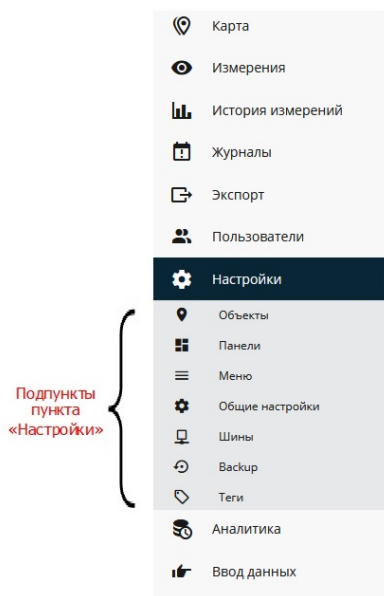 Карта
Измерения
История измерений
Журналы
Экспорт
Пользователи
Настройки
Объекты
Панели
Меню
Общие настройки
Шины
Backup
Теги
Подпункты
пункта
«Настройки»
Аналитика
Ввод данных